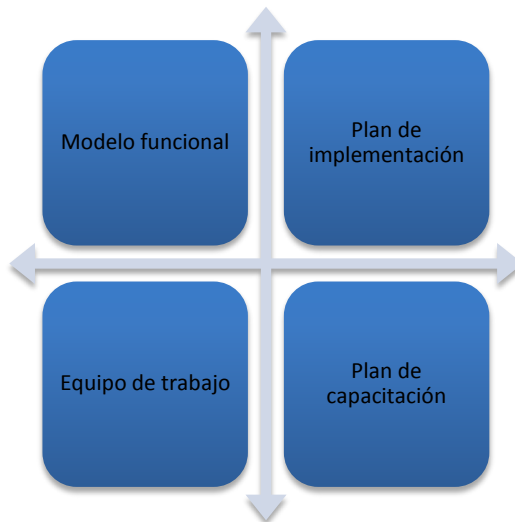 Modelo funcional
Plan de
implementación
Equipo de trabajo
Plan de
capacitación